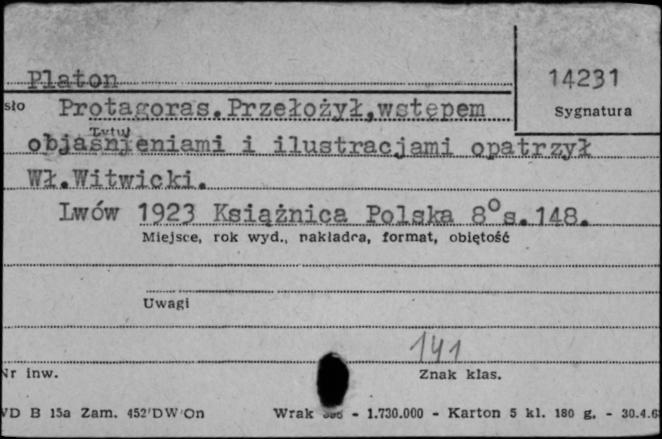 Platon
14231
sło Protagoras.Przełożył,wstępem
Sygnatura
Tytuł
objaśnieniami i ilustracjami opatrzył
Wł.Witwicki.
Lwów 1923 Książnica Polska 8° s.148.
Miejsce, rok wyd., nakładca, format, objętość
Uwagi
141
Nr inw.
Znak klas.
VD B 15a Zam. 452/DW/On Wrak - 1.730.000 - Karton 5 kl. 180 g. - 30.4.6